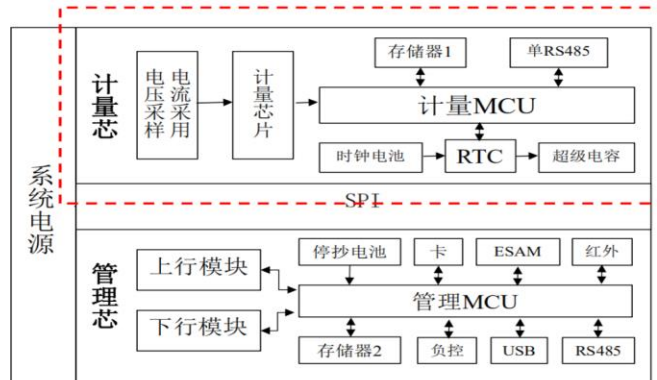 系统电源
计量芯
电压采样
电流采用
计量芯片
存储器1
单RS485
计量MCU
时钟电池
RTC
超级电容
SPI
管理芯
上行模块
下行模块
停抄电池
卡
ESAM
红外
管理MCU
存储器2
负控
USB
RS485